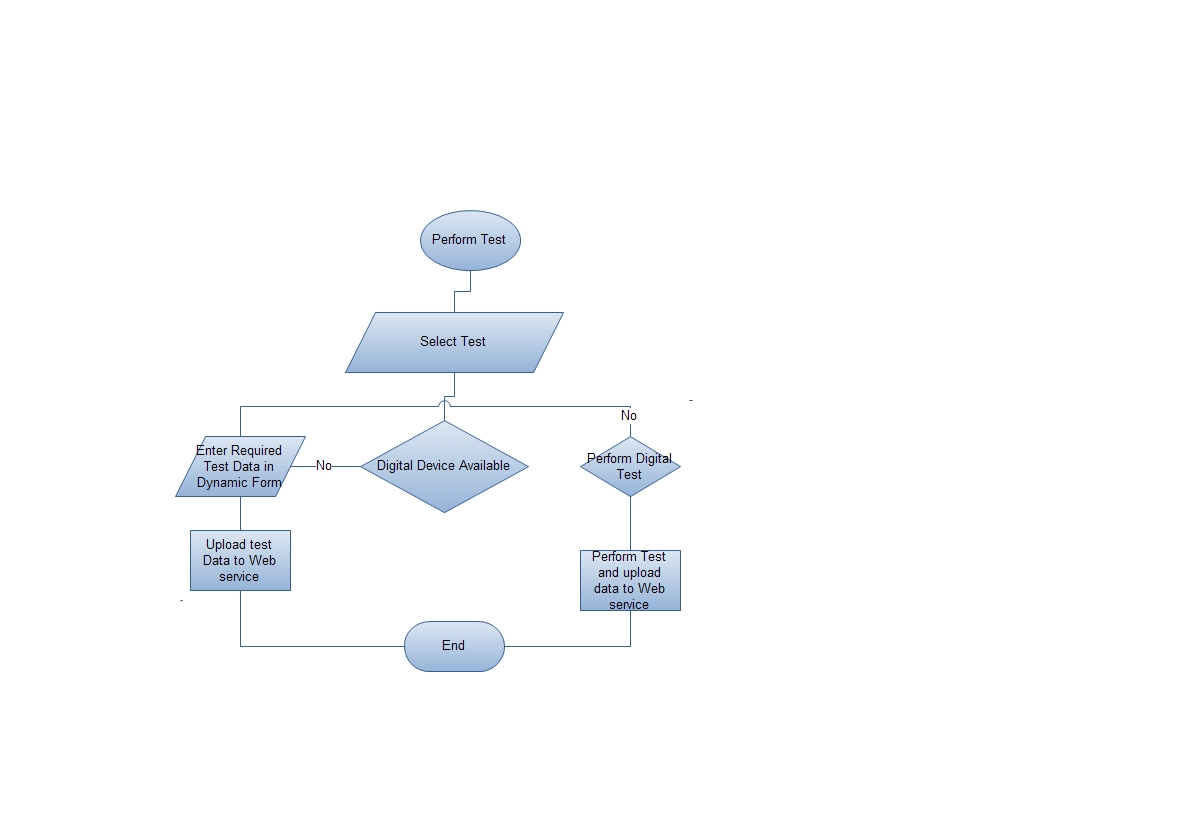 Perform Test
Select Test
No
Enter Required
Test Data in
Dynamic Form
No
Digital Device Available
Perform Digital
Test
Upload test
Data to Web
service
Perform Test
and upload
data to Web
service
End